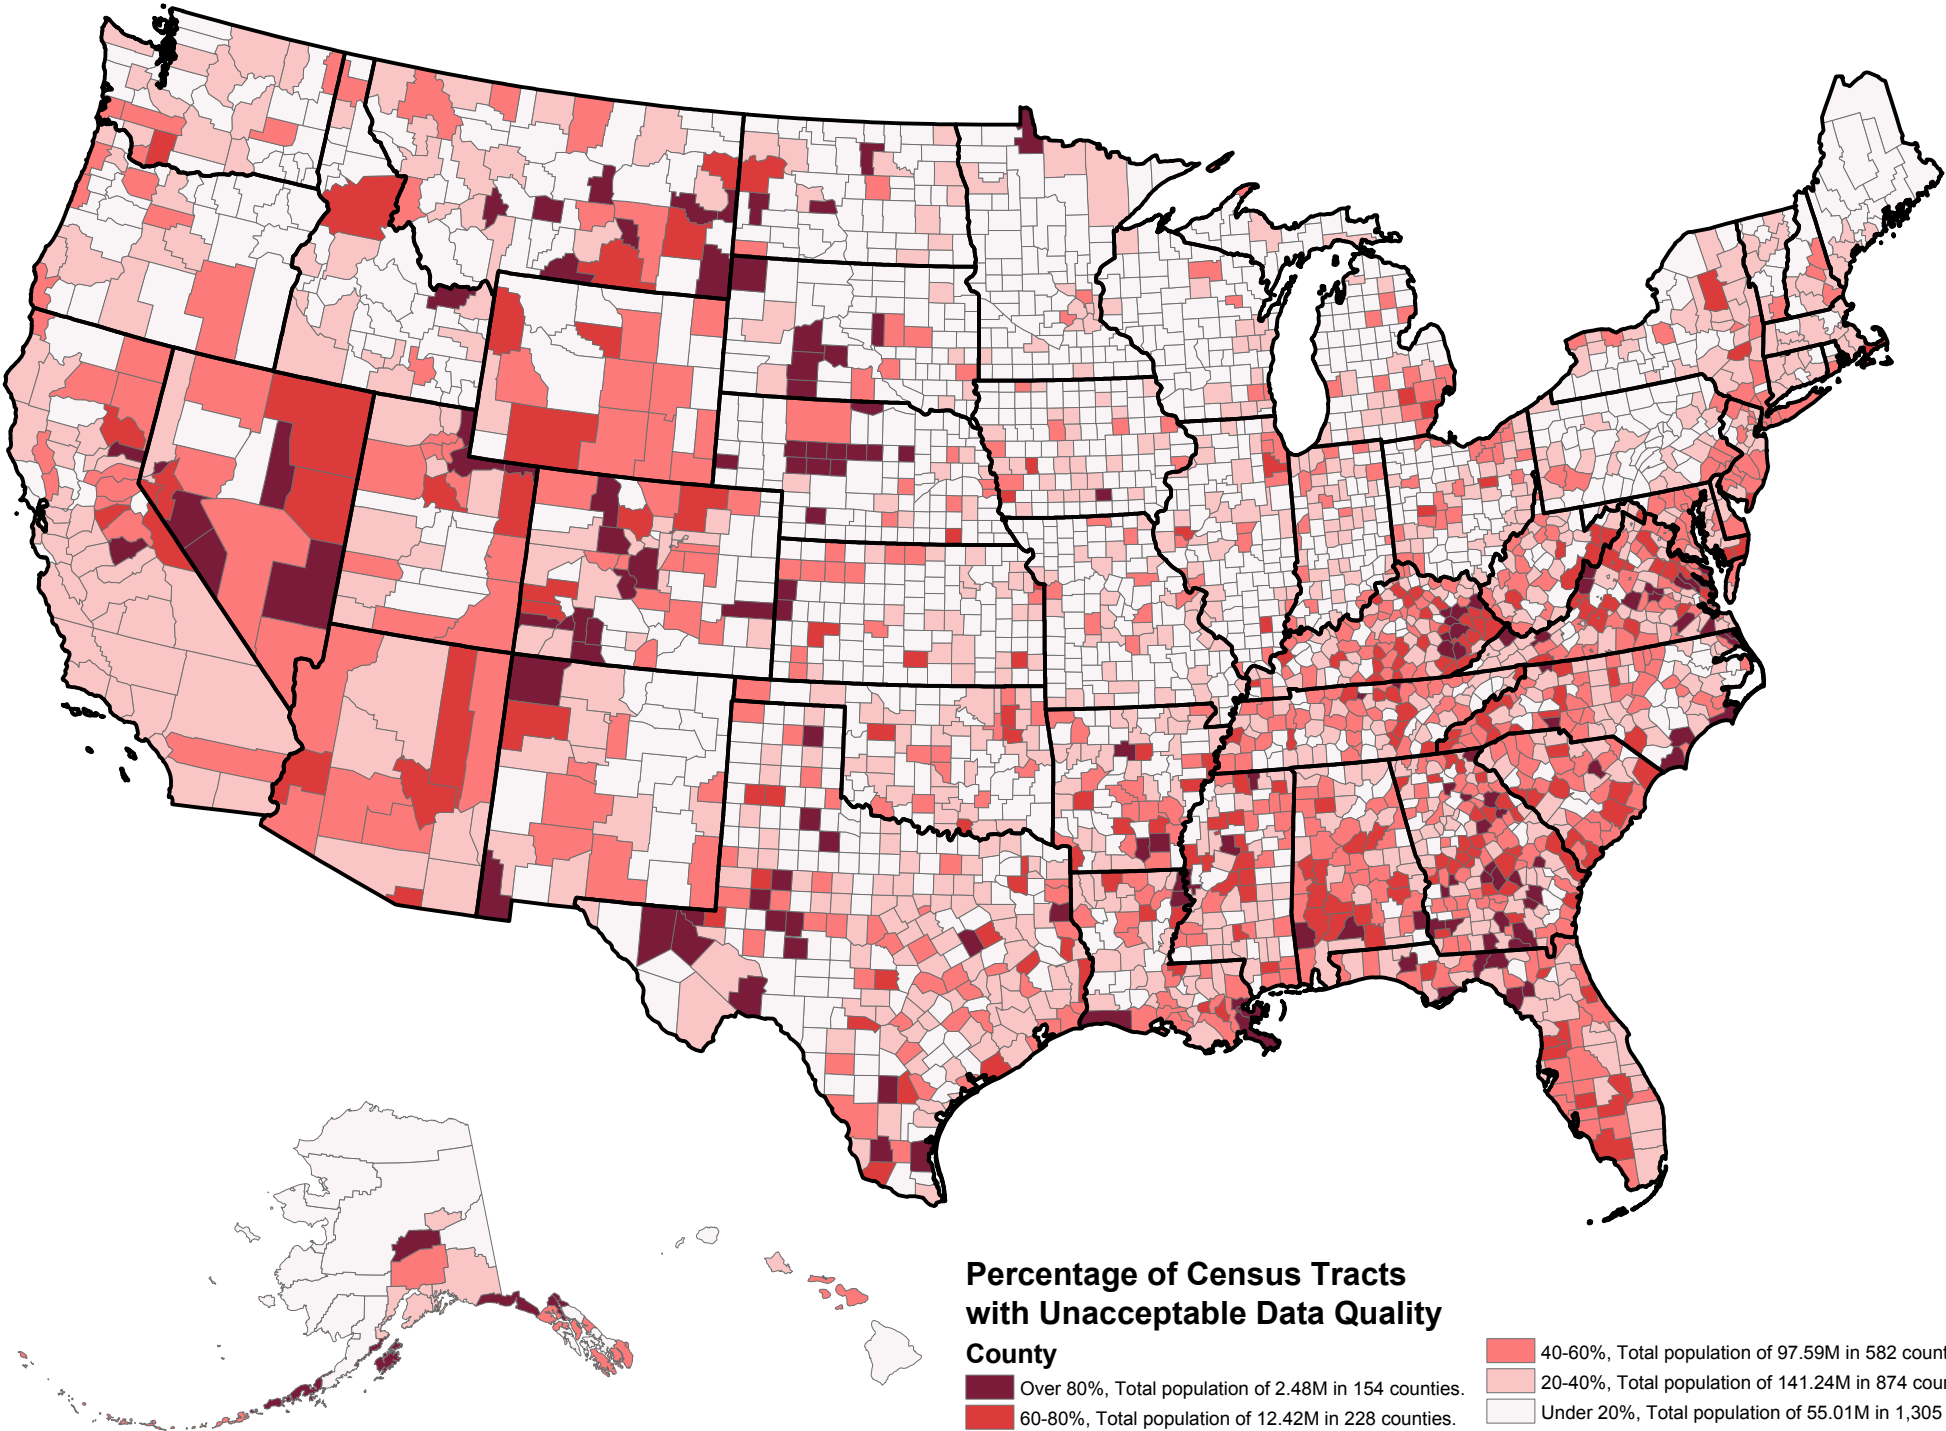 Percentage of Census Tracts
with Unacceptable Data Quality
County
Over 80%, Total population of 2.48M in 154 counties.
60-80%, Total population of 12.42M in 228 counties.
40-60%, Total population of 97.59M in 582 count
20-40%, Total population of 141.24M in 874 cour
Under 20%, Total population of 55.01M in 1,305